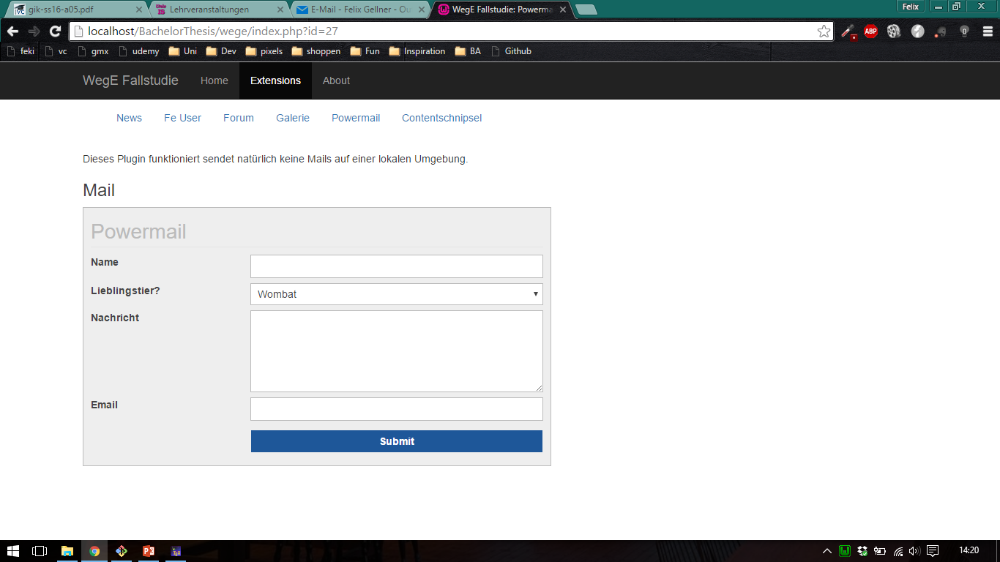 gik-ss16-a05.pdf
Lehrveranstaltungen
E-Mail - Felix Gellner - Ou
WegE Fallstudie: Powerma
Felix
localhost/BachelorThesis/wege/index.php?id=27
ABP
feki vc gmx udemy Uni Dev pixels shoppen Fun Inspiration BA Github
WegE Fallstudie Home Extensions About
News Fe User Forum Galerie Powermail Contentschnipsel
Dieses Plugin funktioniert sendet natürlich keine Mails auf einer lokalen Umgebung.
Mail
Powermail
Name
Lieblingstier? Wombat
Nachricht
Email
Submit
14:20